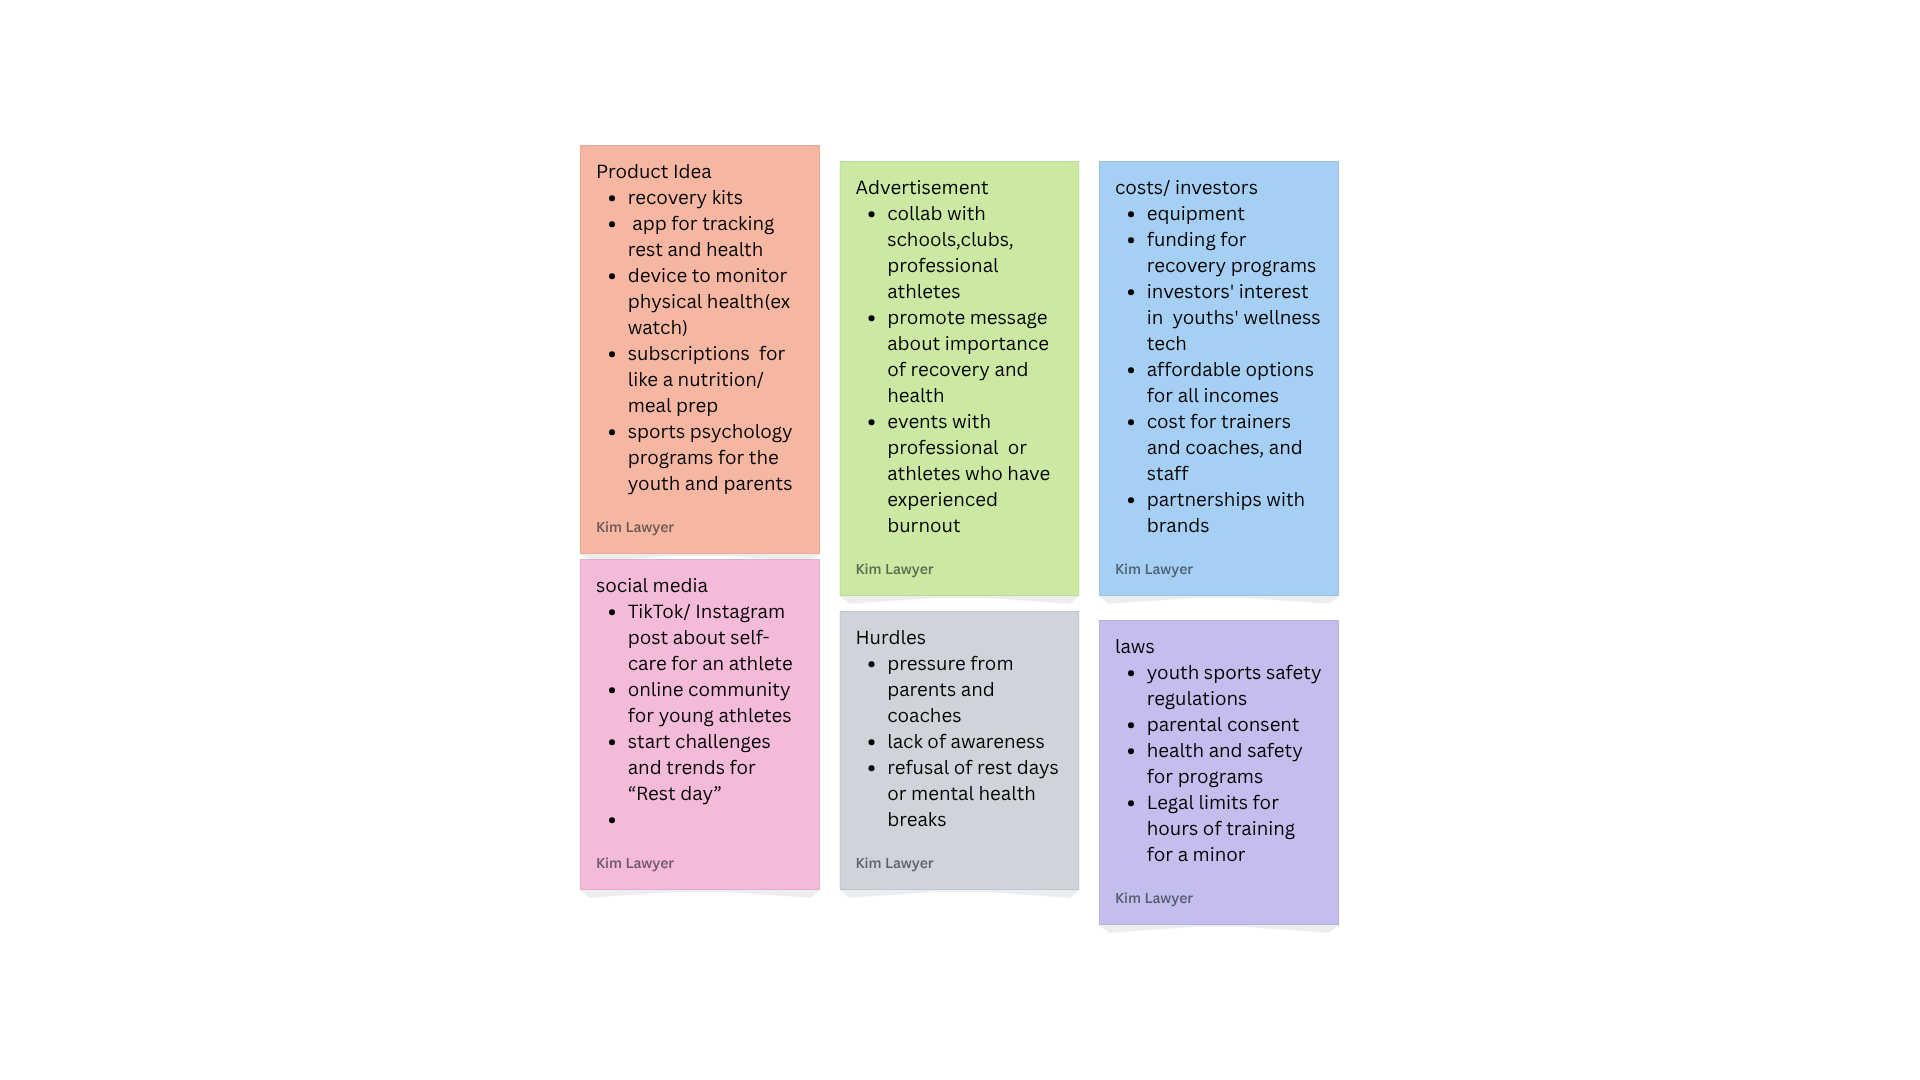 Product Idea
• recovery kits
• app for tracking
rest and health
• device to monitor
physical health(ex
watch)
• subscriptions  for
like a nutrition/
meal prep
• sports psychology
programs for the
youth and parents
Kim Lawyer
Advertisement
• collab with
schools,clubs,
professional
athletes
• promote message
about importance
of recovery and
health
• events with
professional  or
athletes who have
experienced
burnout
Kim Lawyer
costs/ investors
• equipment
• funding for
recovery programs
• investors' interest
in  youths' wellness
tech
• affordable options
for all incomes
• cost for trainers
and coaches, and
staff
• partnerships with
brands
Kim Lawyer
social media
• TikTok/ Instagram
post about self-
care for an athlete
• online community
for young athletes
• start challenges
and trends for
“Rest day”
•
Kim Lawyer
Hurdles
• pressure from
parents and
coaches
• lack of awareness
• refusal of rest days
or mental health
breaks
Kim Lawyer
laws
• youth sports safety
regulations
• parental consent
• health and safety
for programs
• Legal limits for
hours of training
for a minor
Kim Lawyer